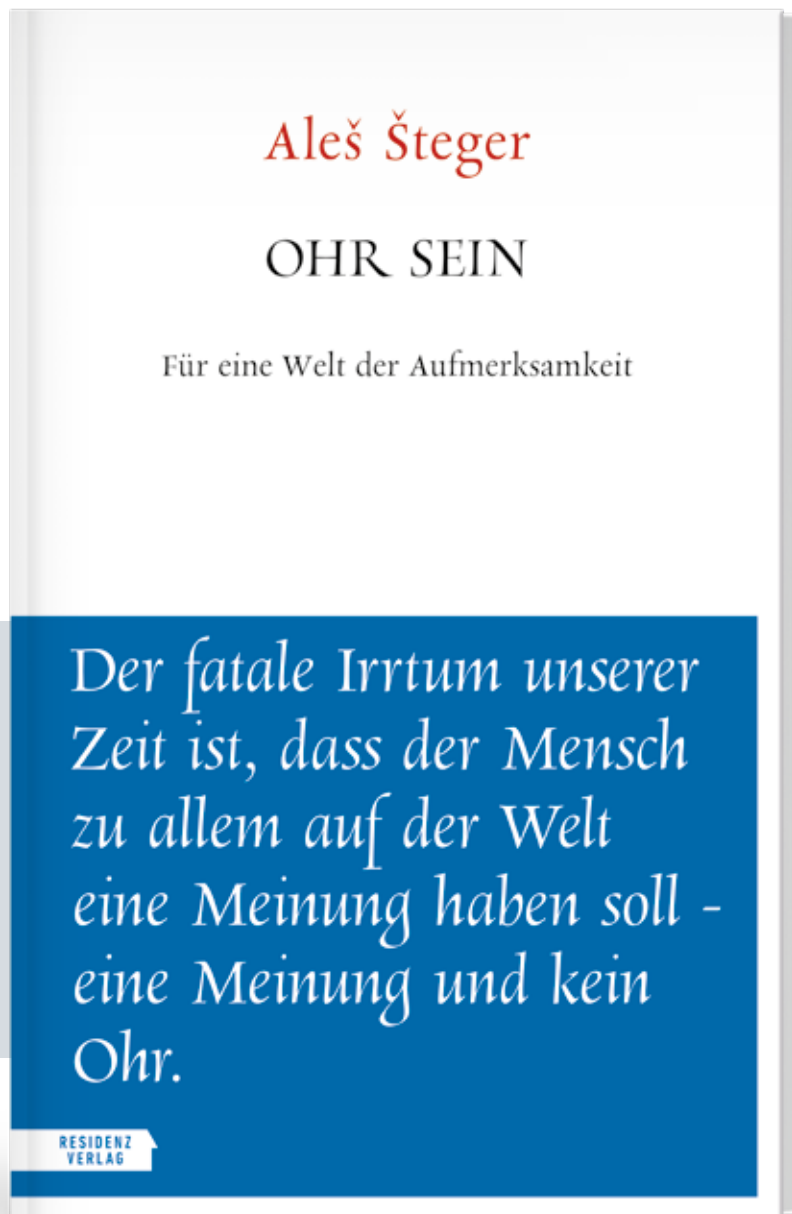 Aleš Šteger
OHR SEIN
Für eine Welt der Aufmerksamkeit
Der fatale Irrtum unserer
Zeit ist, dass der Mensch
zu allem auf der Welt
eine Meinung haben soll -
eine Meinung und kein
Ohr.
RESIDENZ
VERLAG